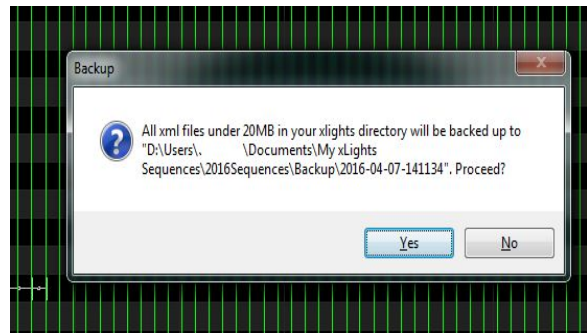 Backup
All xml files under 20MB in your xlights directory will be backed up to
"D:\Users\. \Documents\My xLights
Sequences\2016Sequences\Backup\2016-04-07-141134". Proceed?
Yes No